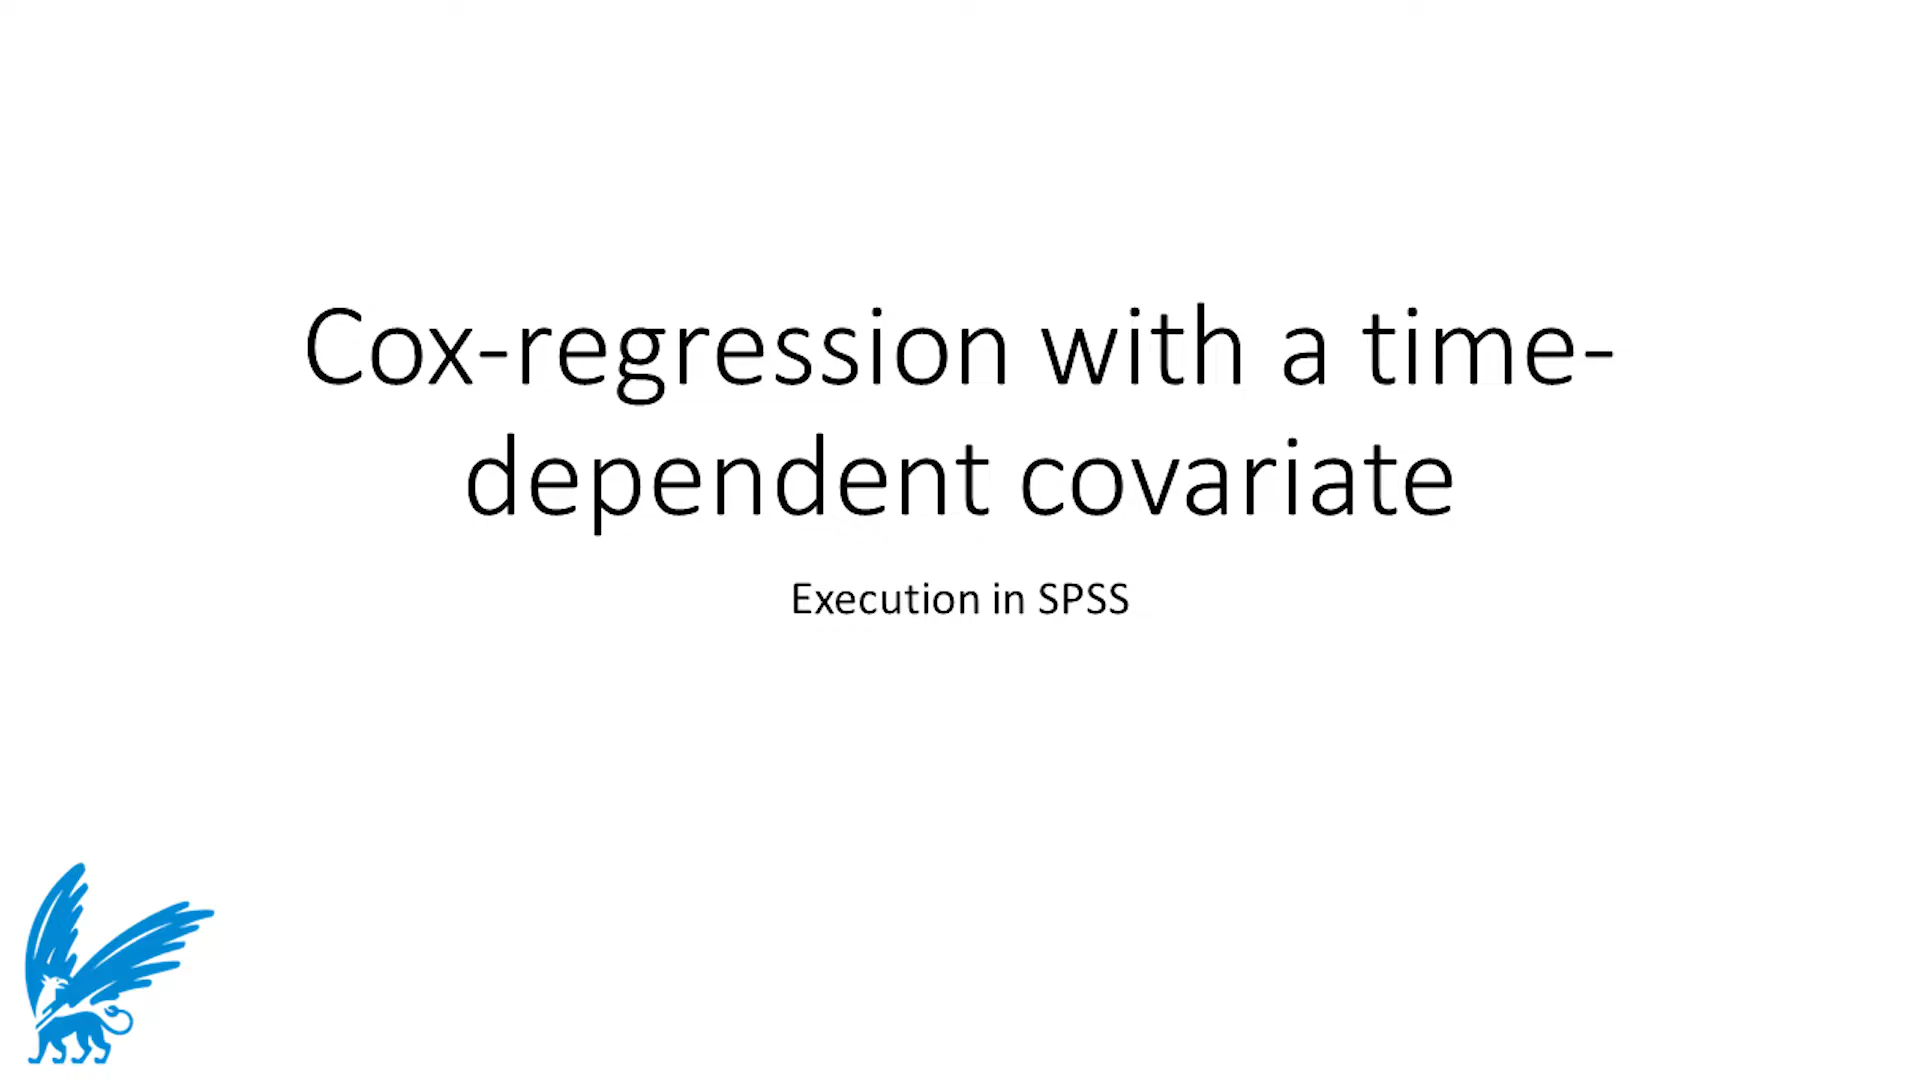 Cox-regression with a time-
dependent covariate
Execution in SPSS